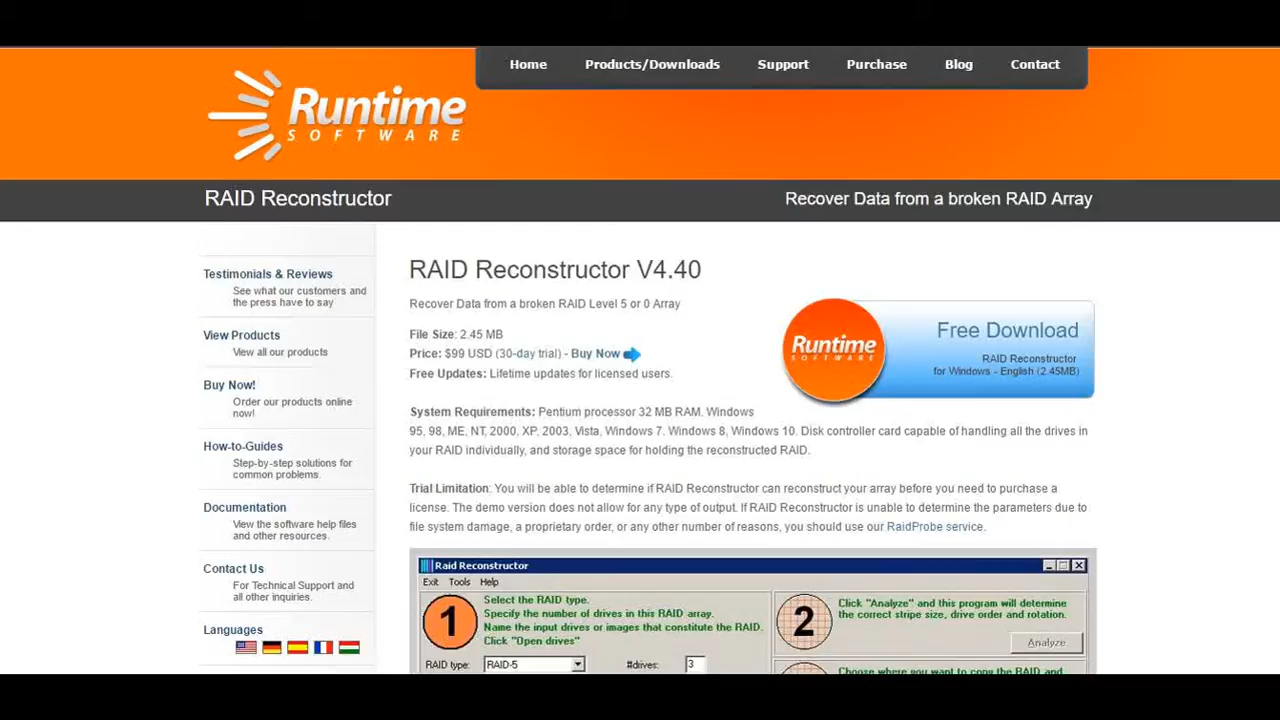 Home Products/Downloads Support Purchase Blog Contact
Runtime
SOFTWARE
RAID Reconstructor
Recover Data from a broken RAID Array
Testimonials & Reviews
See what our customers and
the press have to say
View Products
View all our products
Buy Now!
Order our products online
now!
How-to-Guides
Step-by-step solutions for
common problems.
Documentation
View the software help files
and other resources.
Contact Us
For Technical Support and
all other inquiries.
Languages
RAID Reconstructor V4.40
Recover Data from a broken RAID Level 5 or 0 Array
File Size: 2.45 MB
Price: $99 USD (30-day trial) - Buy Now
Free Updates: Lifetime updates for licensed users.
Runtime
SOFTWARE
Free Download
RAID Reconstructor
for Windows - English (2.45MB)
System Requirements: Pentium processor 32 MB RAM. Windows
95, 98, ME, NT, 2000, XP, 2003, Vista, Windows 7. Windows 8, Windows 10. Disk controller card capable of handling all the drives in
your RAID individually, and storage space for holding the reconstructed RAID.
Trial Limitation: You will be able to determine if RAID Reconstructor can reconstruct your array before you need to purchase a
license. The demo version does not allow for any type of output. If RAID Reconstructor is unable to determine the parameters due to
file system damage, a proprietary order, or any other number of reasons, you should use our RaidProbe service.
Raid Reconstructor
Exit Tools Help
1
Select the RAID type.
Specify the number of drives in this RAID array.
Name the input drives or images that constitute the RAID.
Click "Open drives"
RAID type: RAID-5 #drives: 3
2
Click "Analyze" and this program will determine
the correct stripe size, drive order and rotation.
Analyze
Choose where you want to copy the RAID and